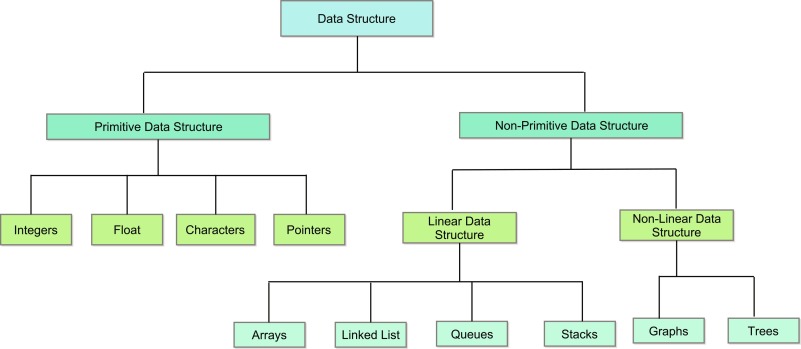 Data Structure
Primitive Data Structure
Non-Primitive Data Structure
Integers
Float
Characters
Pointers
Linear Data
Structure
Non-Linear Data
Structure
Arrays
Linked List
Queues
Stacks
Graphs
Trees